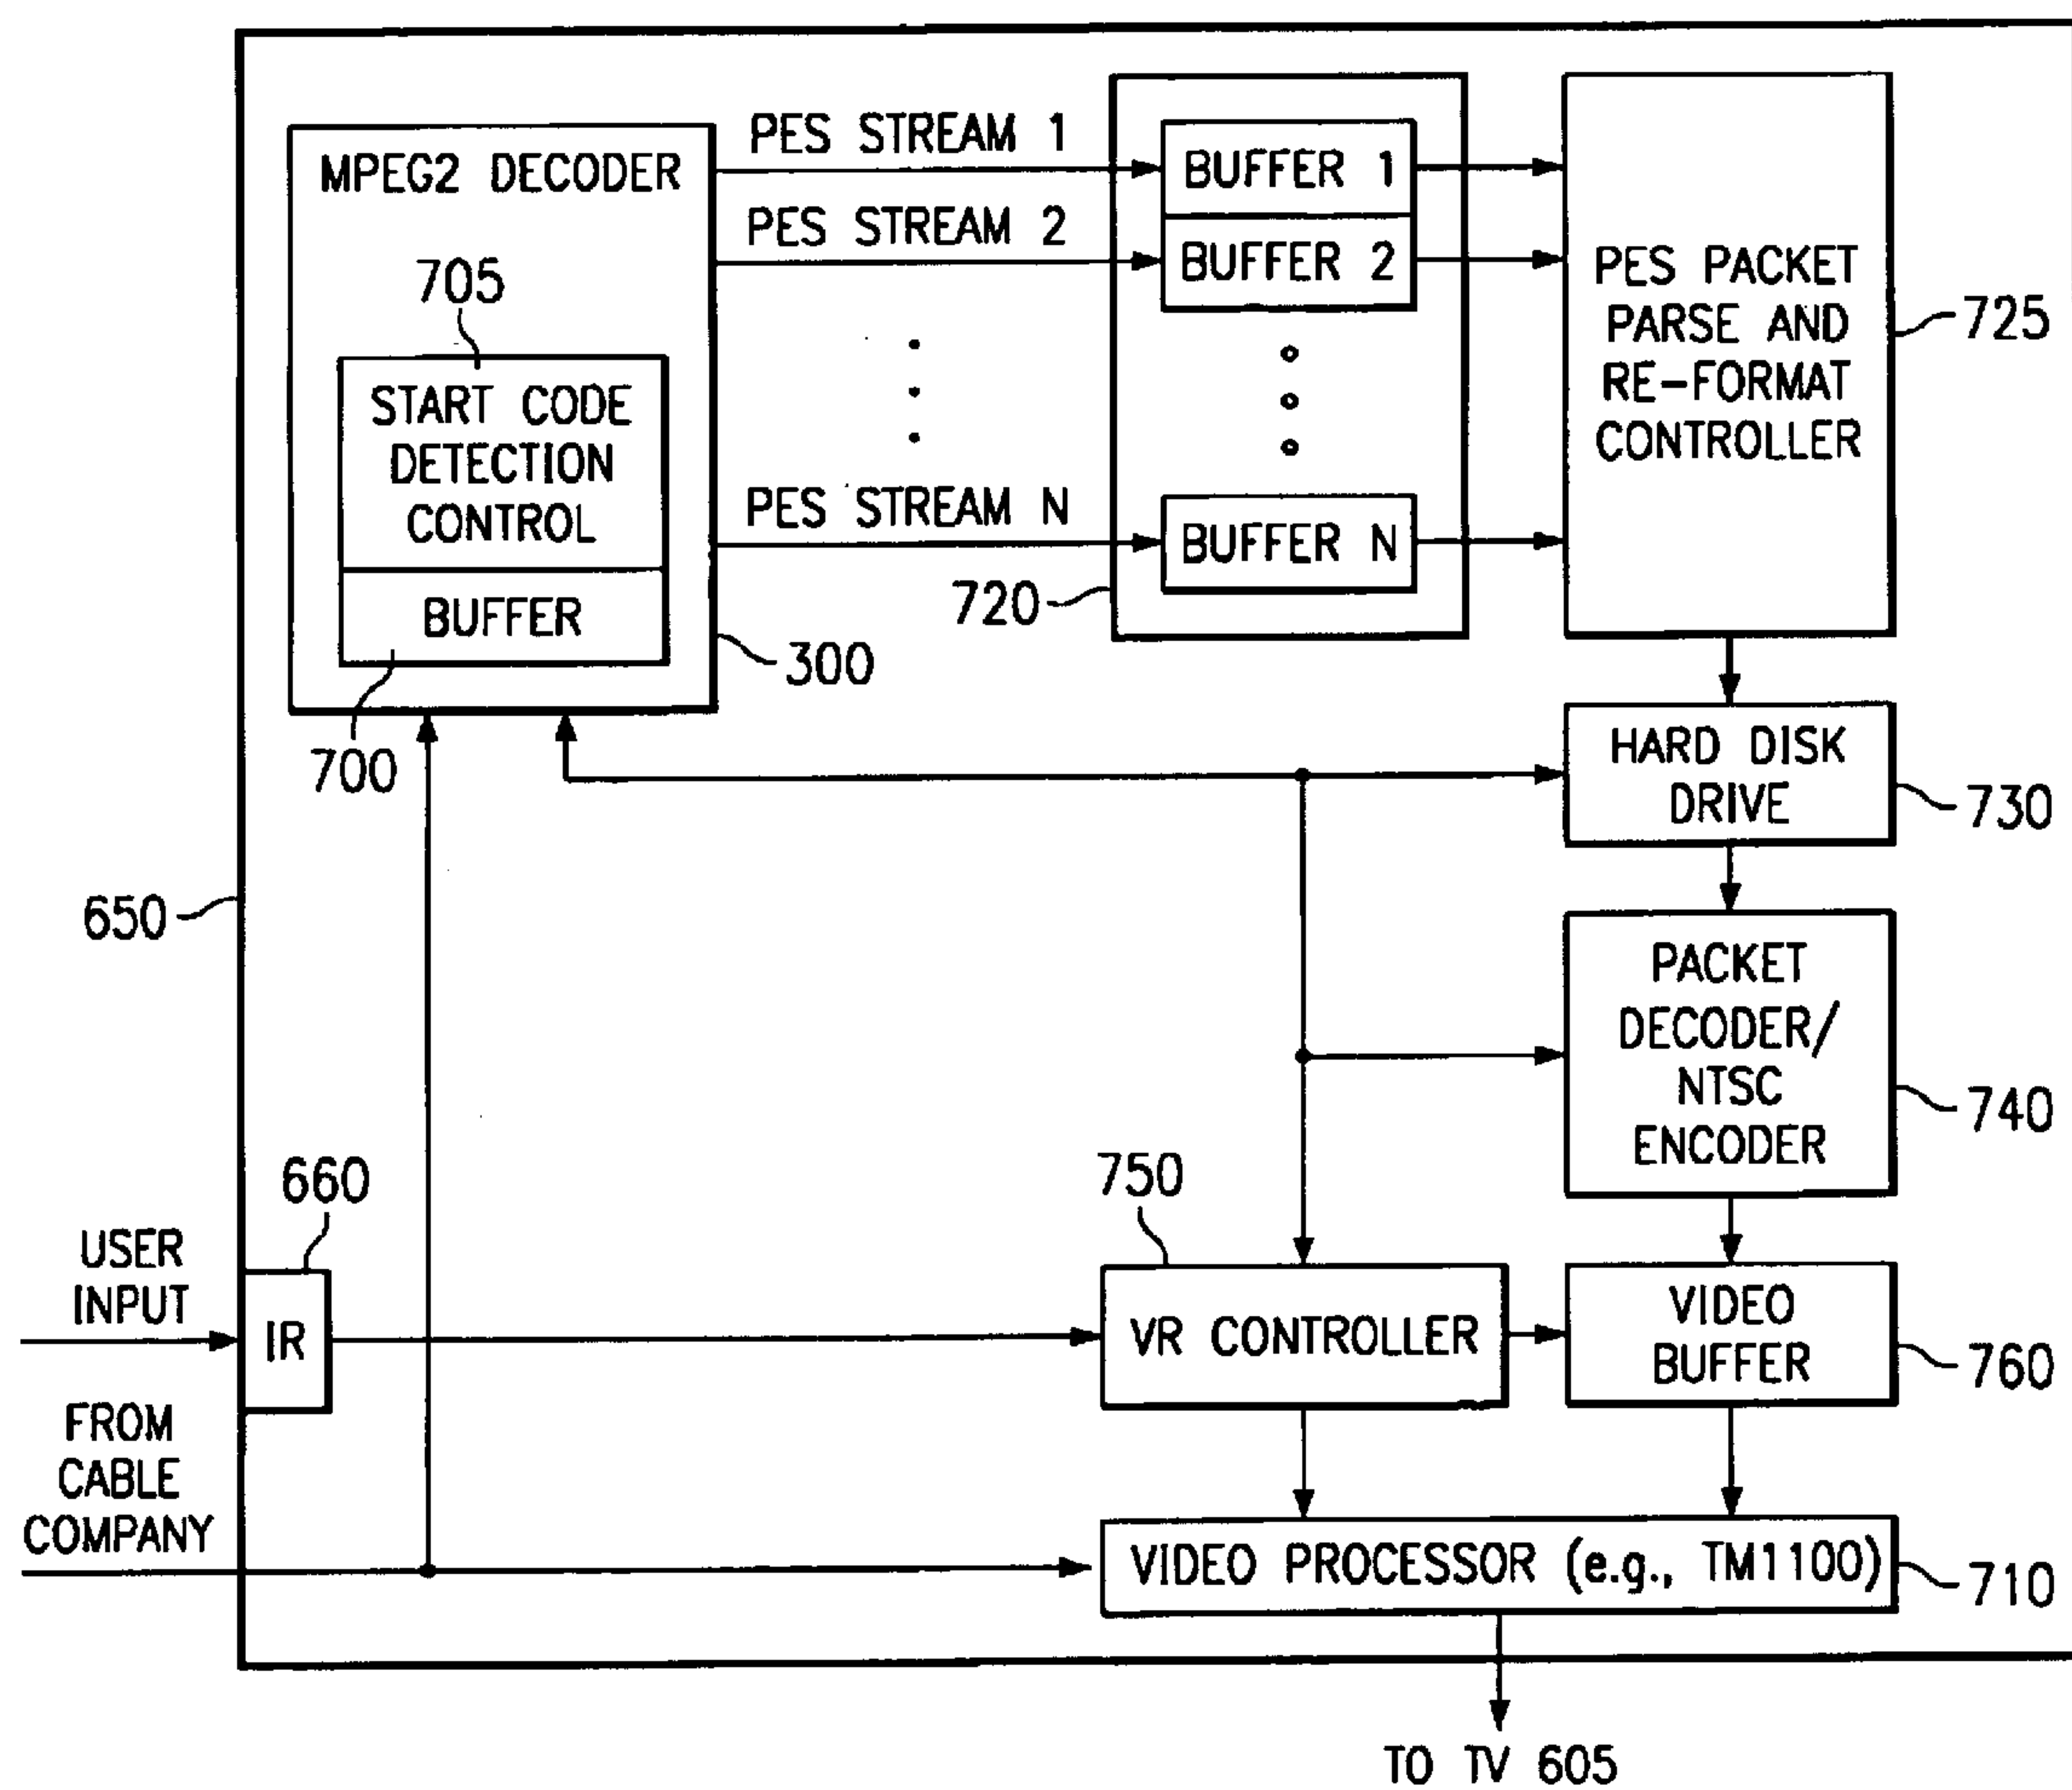 MPEG2 DECODER
705
START CODE
DETECTION
CONTROL
BUFFER
700
300
PES STREAM 1
PES STREAM 2
PES STREAM N
BUFFER 1
BUFFER 2
BUFFER N
720
PES PACKET
PARSE AND
RE-FORMAT
CONTROLLER
725
HARD DISK
DRIVE
730
650
PACKET
DECODER/
NTSC
ENCODER
740
660
750
USER
INPUT
IR
VR CONTROLLER
VIDEO
BUFFER
760
FROM
CABLE
COMPANY
VIDEO PROCESSOR (e.g., TM1100)
710
TO TV 605